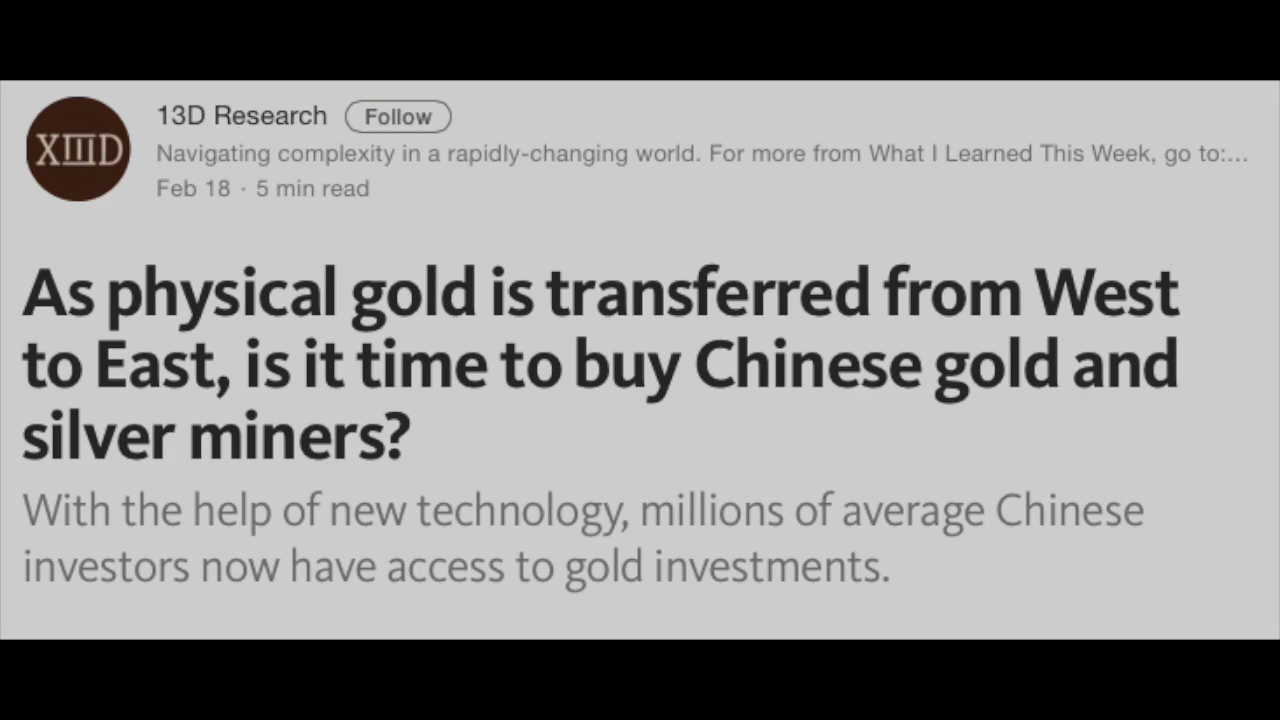 XIIID
13D Research Follow
Navigating complexity in a rapidly-changing world. For more from What I Learned This Week, go to:...
Feb 18 · 5 min read
As physical gold is transferred from West
to East, is it time to buy Chinese gold and
silver miners?
With the help of new technology, millions of average Chinese
investors now have access to gold investments.